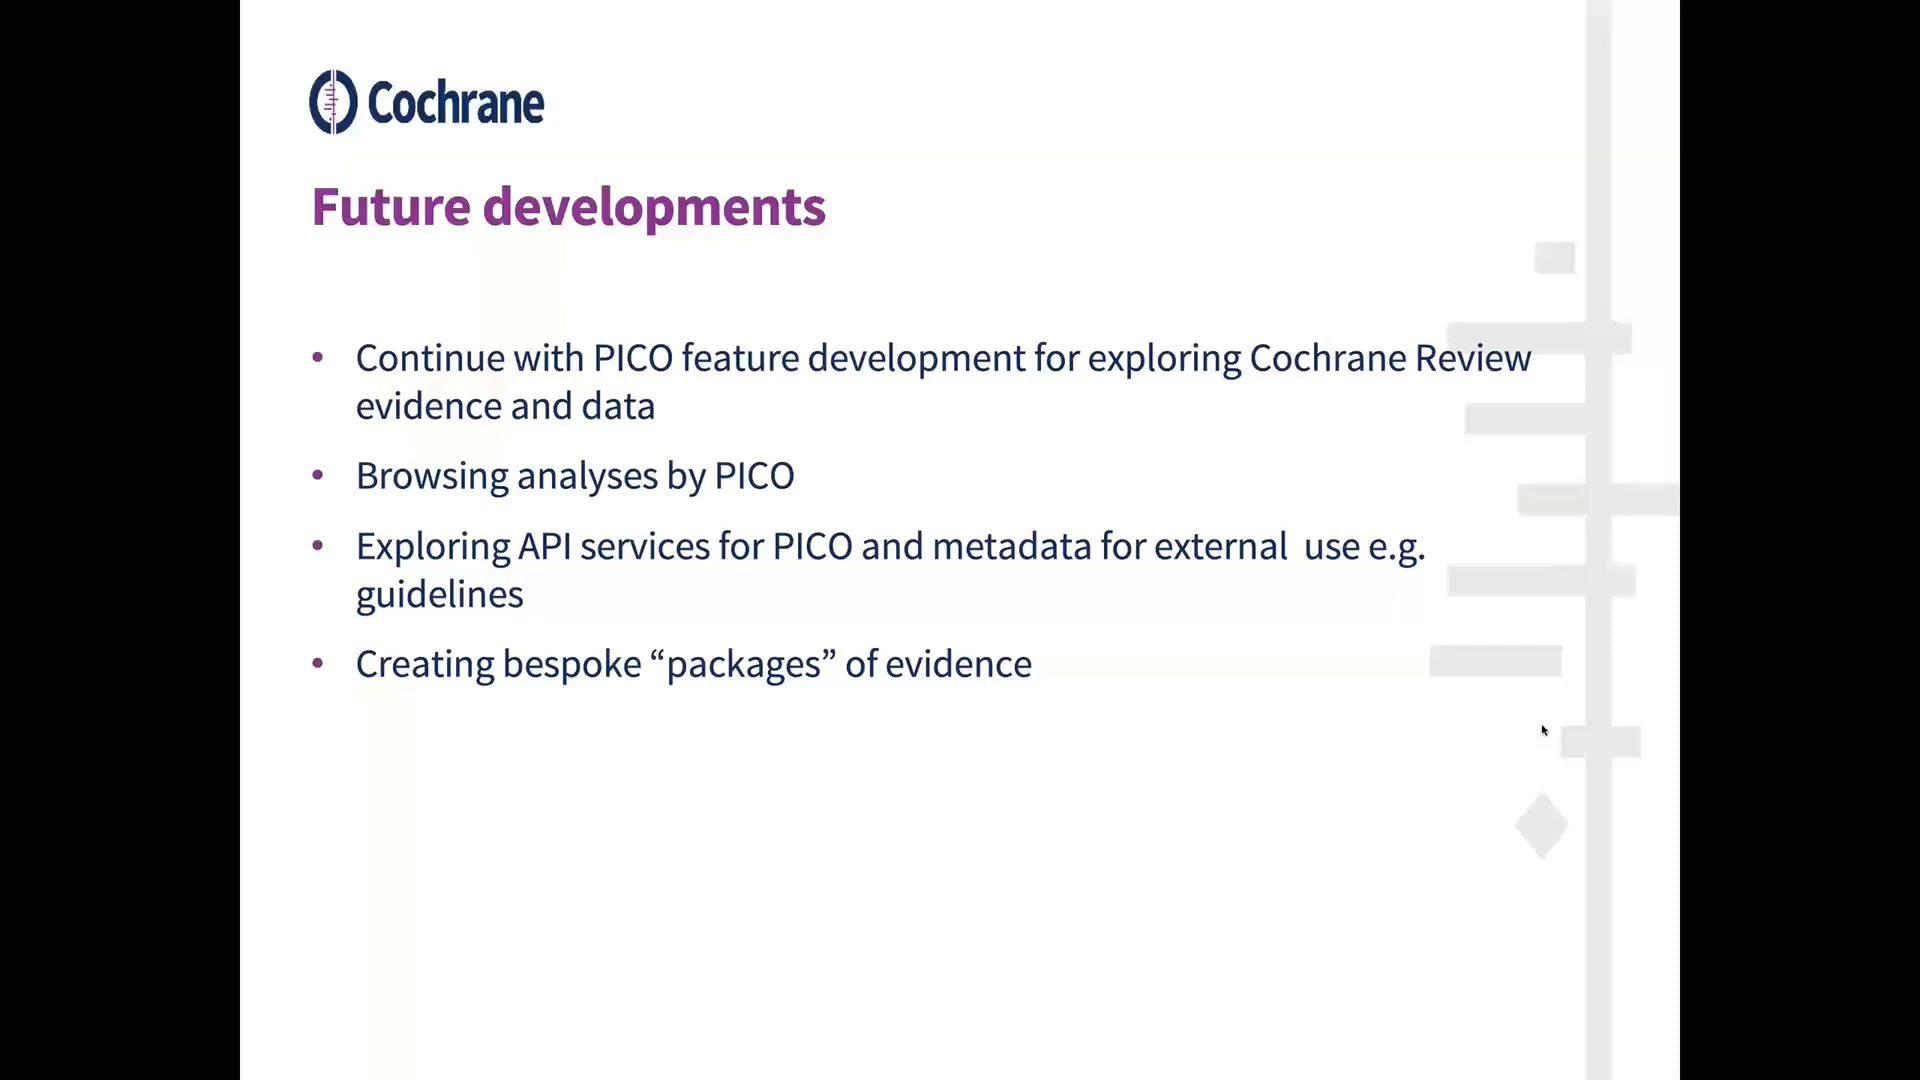 Cochrane
Future developments
• Continue with PICO feature development for exploring Cochrane Review
evidence and data
• Browsing analyses by PICO
• Exploring API services for PICO and metadata for external  use e.g.
guidelines
• Creating bespoke “packages” of evidence